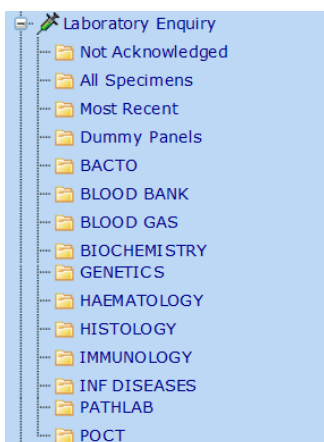 Laboratory Enquiry
Not Acknowledged
All Specimens
Most Recent
Dummy Panels
BACTO
BLOOD BANK
BLOOD GAS
BIOCHEMISTRY
GENETICS
HAEMATOLOGY
HISTOLOGY
IMMUNOLOGY
INF DISEASES
PATHLAB
POCT